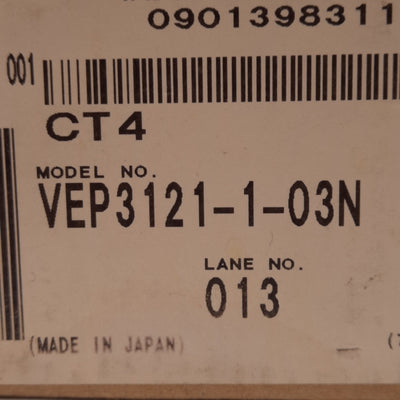 0901398311
001
CT4
MODEL NO.
VEP3121-1-03N
LANE NO.
013
(MADE IN JAPAN)